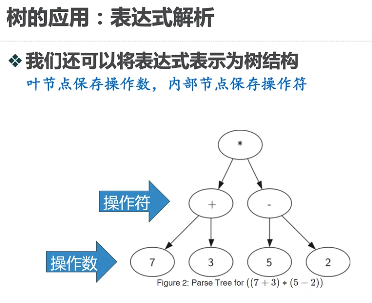 树的应用：表达式解析
❖ 我们还可以将表达式表示为树结构
叶节点保存操作数，内部节点保存操作符
*
操作符
+ -
操作数
7 3 5 2
Figure 2: Parse Tree for ((7 + 3) * (5 − 2))